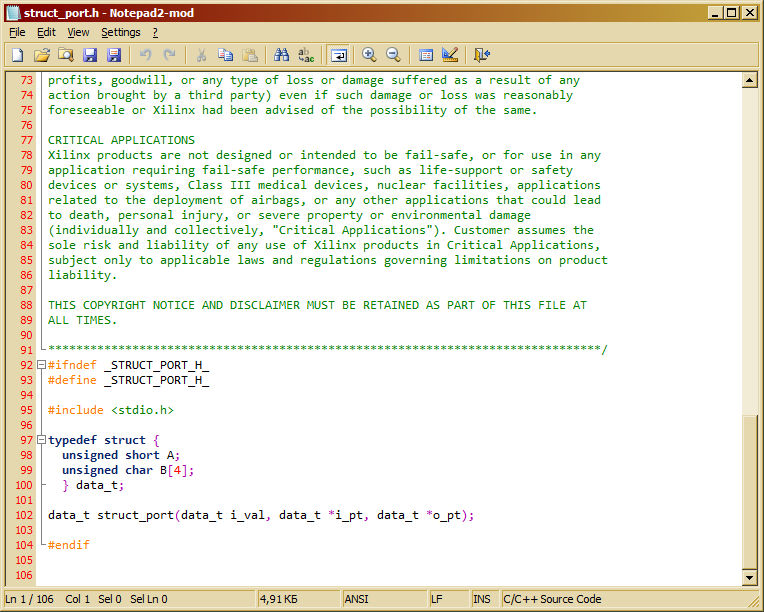 struct_port.h - Notepad2-mod
File Edit View Settings ?
73 profits, goodwill, or any type of loss or damage suffered as a result of any
74 action brought by a third party) even if such damage or loss was reasonably
75 foreseeable or Xilinx had been advised of the possibility of the same.
76
77 CRITICAL APPLICATIONS
78 Xilinx products are not designed or intended to be fail-safe, or for use in any
79 application requiring fail-safe performance, such as life-support or safety
80 devices or systems, Class III medical devices, nuclear facilities, applications
81 related to the deployment of airbags, or any other applications that could lead
82 to death, personal injury, or severe property or environmental damage
83 (individually and collectively, "Critical Applications"). Customer assumes the
84 sole risk and liability of any use of Xilinx products in Critical Applications,
85 subject only to applicable laws and regulations governing limitations on product
86 liability.
87
88 THIS COPYRIGHT NOTICE AND DISCLAIMER MUST BE RETAINED AS PART OF THIS FILE AT
89 ALL TIMES.
90
91 *******************************************************************************/
92 #ifndef _STRUCT_PORT_H_
93 #define _STRUCT_PORT_H_
94
95 #include <stdio.h>
96
97 typedef struct {
98 unsigned short A;
99 unsigned char B[4];
100 } data_t;
101
102 data_t struct_port(data_t i_val, data_t *i_pt, data_t *o_pt);
103
104 #endif
105
106
Ln 1 / 106 Col 1 Sel 0 Sel Ln 0 4,91 КБ ANSI LF INS C/C++ Source Code